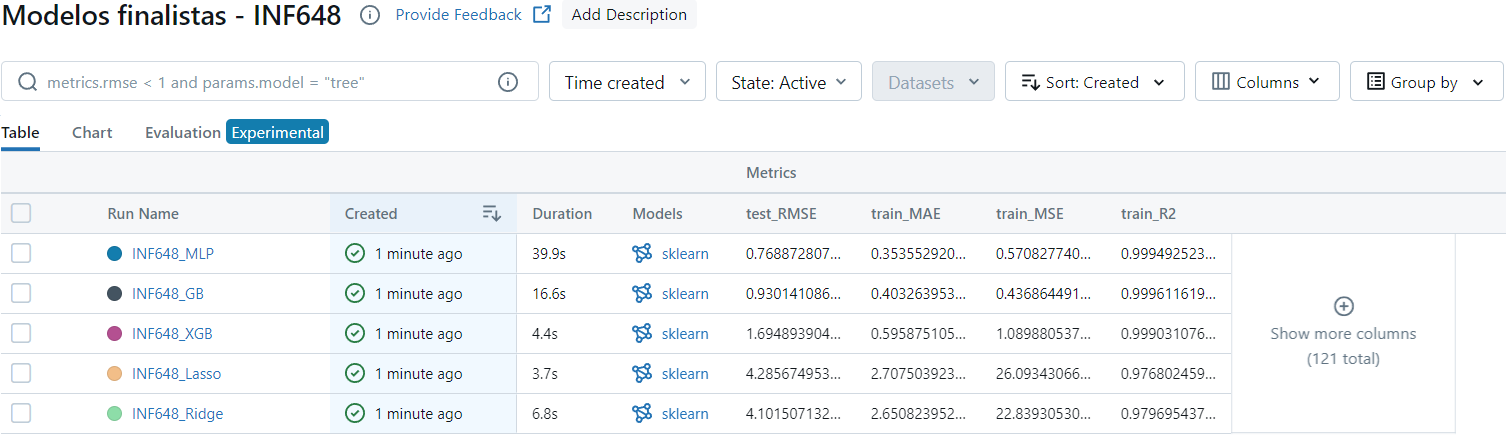 Modelos finalistas - INF648 Provide Feedback Add Description
metrics.rmse < 1 and params.model = "tree" Time created State: Active Datasets Sort: Created Columns Group by
Table Chart Evaluation Experimental
Metrics
Run Name Created Duration Models test_RMSE train_MAE train_MSE train_R2
INF648_MLP 1 minute ago 39.9s sklearn 0.768872807... 0.353552920... 0.570827740... 0.999492523...
INF648_GB 1 minute ago 16.6s sklearn 0.930141086... 0.403263953... 0.436864491... 0.999611619...
INF648_XGB 1 minute ago 4.4s sklearn 1.694893904... 0.595875105... 1.089880537... 0.999031076...
INF648_Lasso 1 minute ago 3.7s sklearn 4.285674953... 2.707503923... 26.09343066... 0.976802459...
INF648_Ridge 1 minute ago 6.8s sklearn 4.101507132... 2.650823952... 22.83930530... 0.979695437...
Show more columns
(121 total)